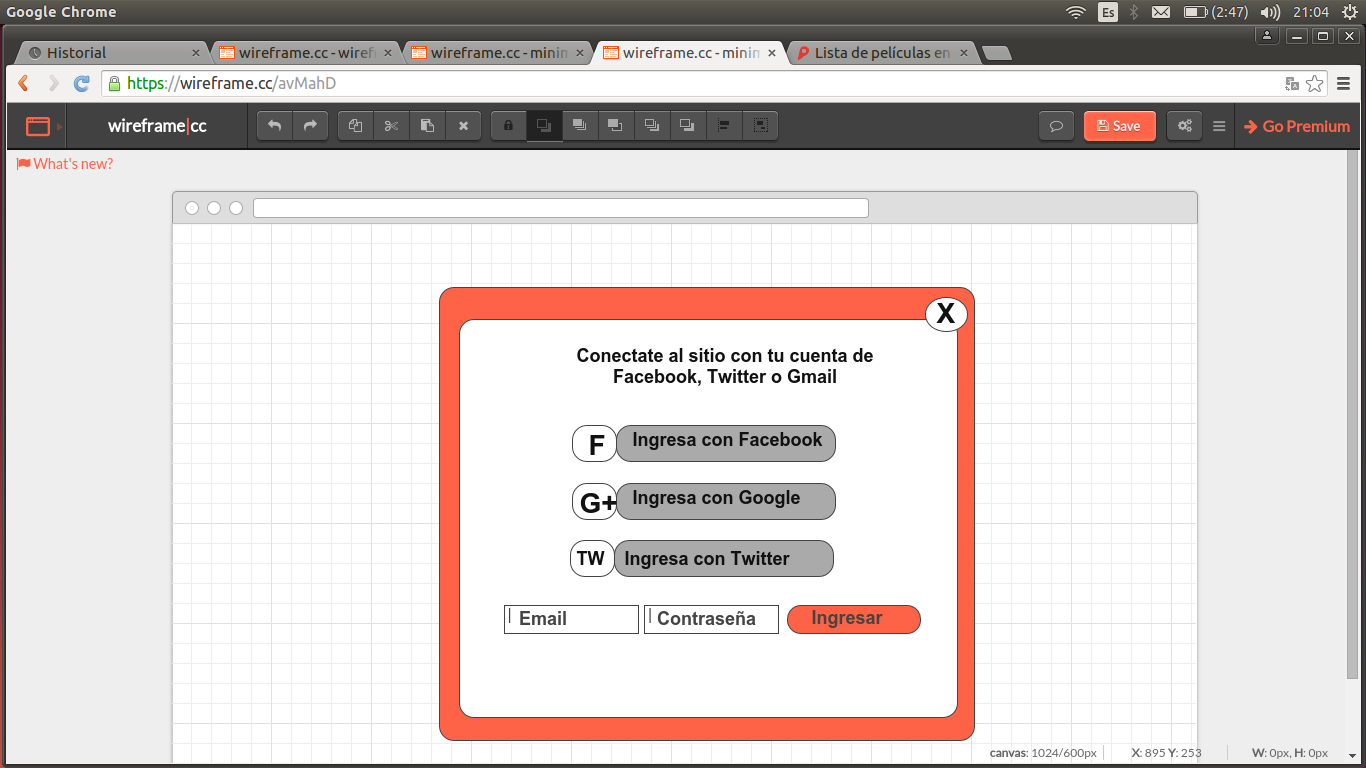 Google Chrome
Es
(2:47)
21:04
Historial
wireframe.cc - wiref
wireframe.cc - minim
wireframe.cc - minim
Lista de películas en
https://wireframe.cc/avMahD
wireframe|cc
Save
Go Premium
What's new?
X
Conectate al sitio con tu cuenta de
Facebook, Twitter o Gmail
F
Ingresa con Facebook
G+
Ingresa con Google
TW
Ingresa con Twitter
Email
Contraseña
Ingresar
canvas: 1024/600px
X: 895 Y: 253
W: 0px, H: 0px